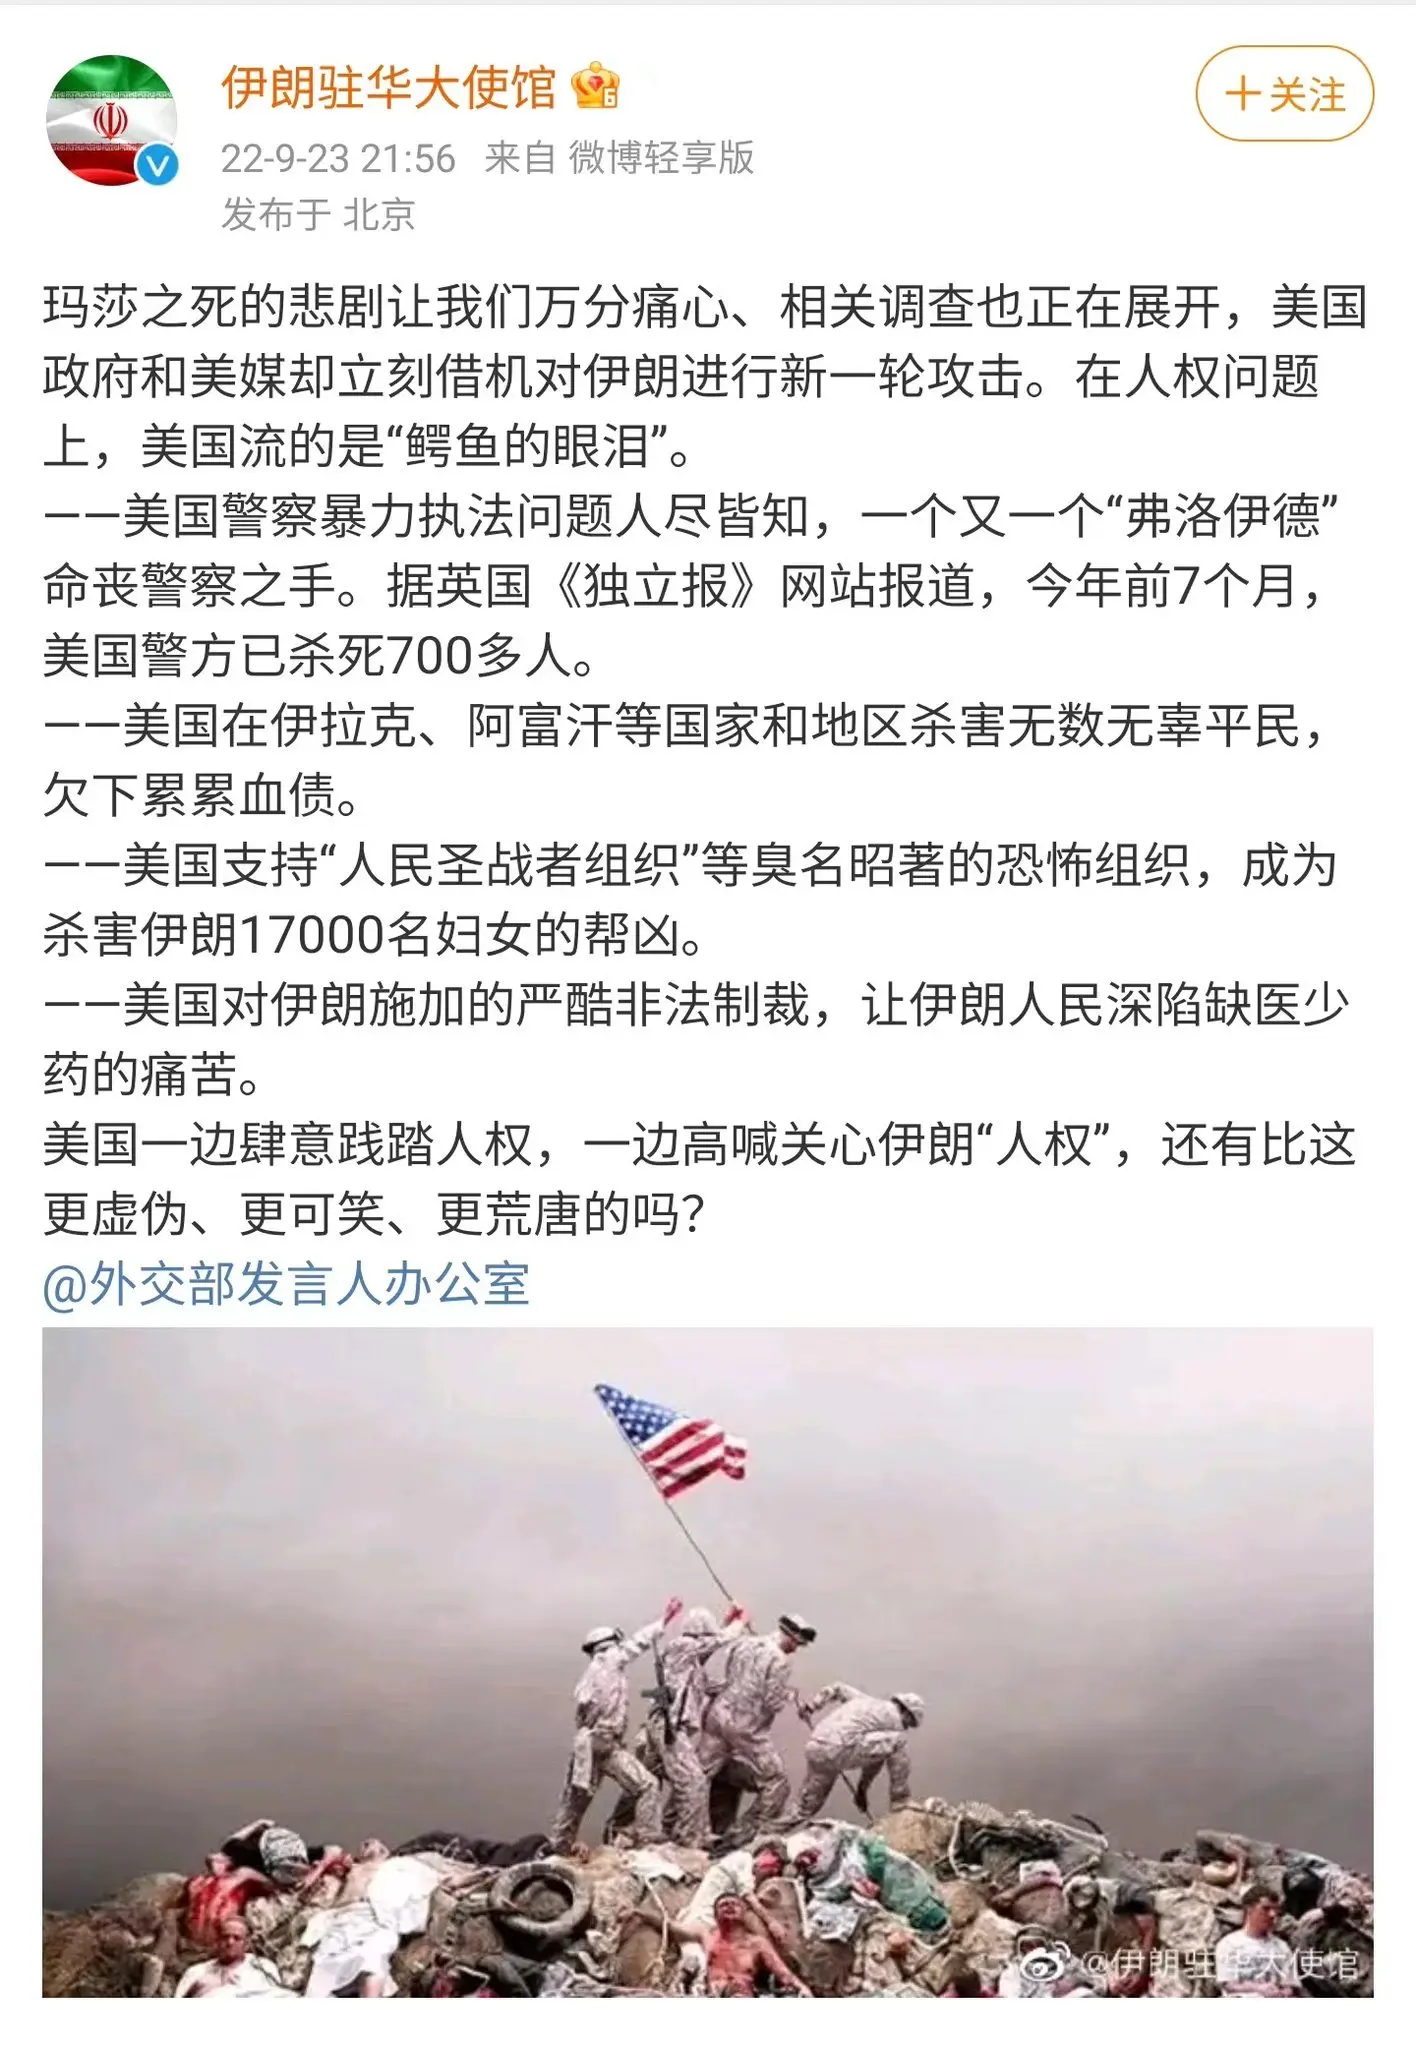 伊朗驻华大使馆
+关注
22-9-23 21:56 来自 微博轻享版
发布于 北京
玛莎之死的悲剧让我们万分痛心、相关调查也正在展开，美国
政府和美媒却立刻借机对伊朗进行新一轮攻击。在人权问题
上，美国流的是“鳄鱼的眼泪”。
——美国警察暴力执法问题人尽皆知，一个又一个“弗洛伊德”
命丧警察之手。据英国《独立报》网站报道，今年前7个月，
美国警方已杀死700多人。
——美国在伊拉克、阿富汗等国家和地区杀害无数无辜平民，
欠下累累血债。
——美国支持“人民圣战者组织”等臭名昭著的恐怖组织，成为
杀害伊朗17000名妇女的帮凶。
——美国对伊朗施加的严酷非法制裁，让伊朗人民深陷缺医少
药的痛苦。
美国一边肆意践踏人权，一边高喊关心伊朗“人权”，还有比这
更虚伪、更可笑、更荒唐的吗？
@外交部发言人办公室
@伊朗驻华大使馆